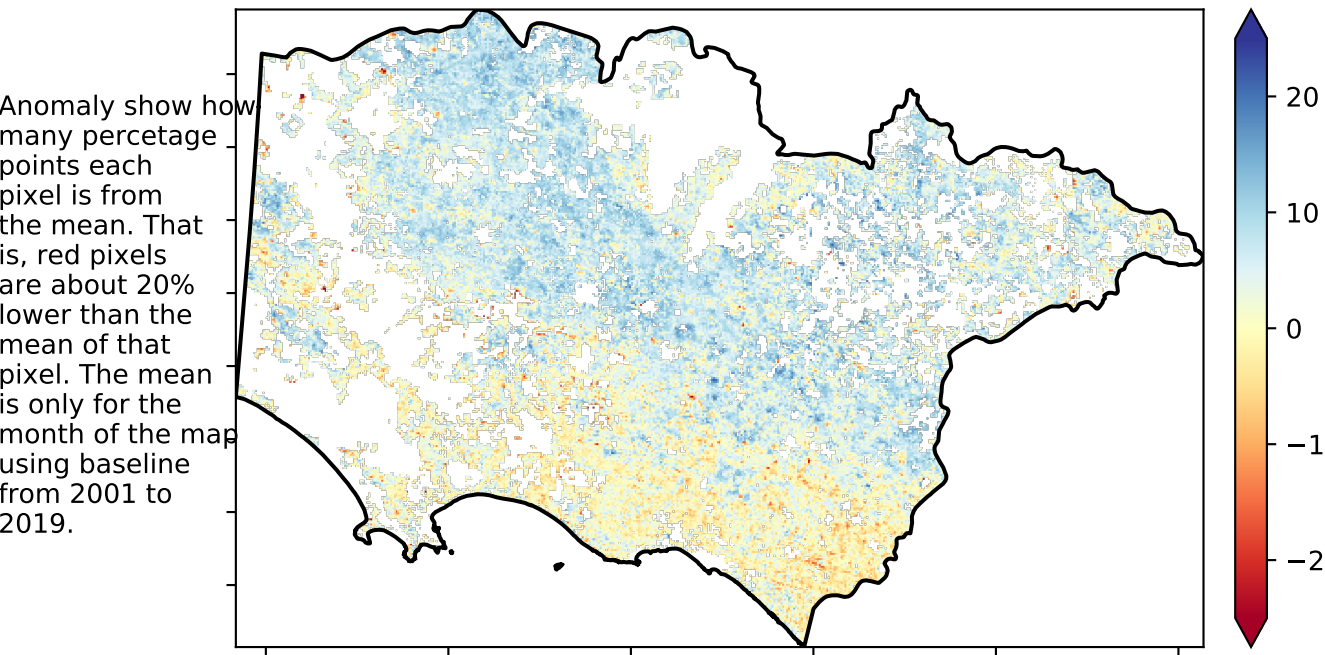 Anomaly show how
many percetage
points each
pixel is from
the mean. That
is, red pixels
are about 20%
lower than the
mean of that
pixel. The mean
is only for the
month of the map
using baseline
from 2001 to
2019.
20
10
0
−1
−2